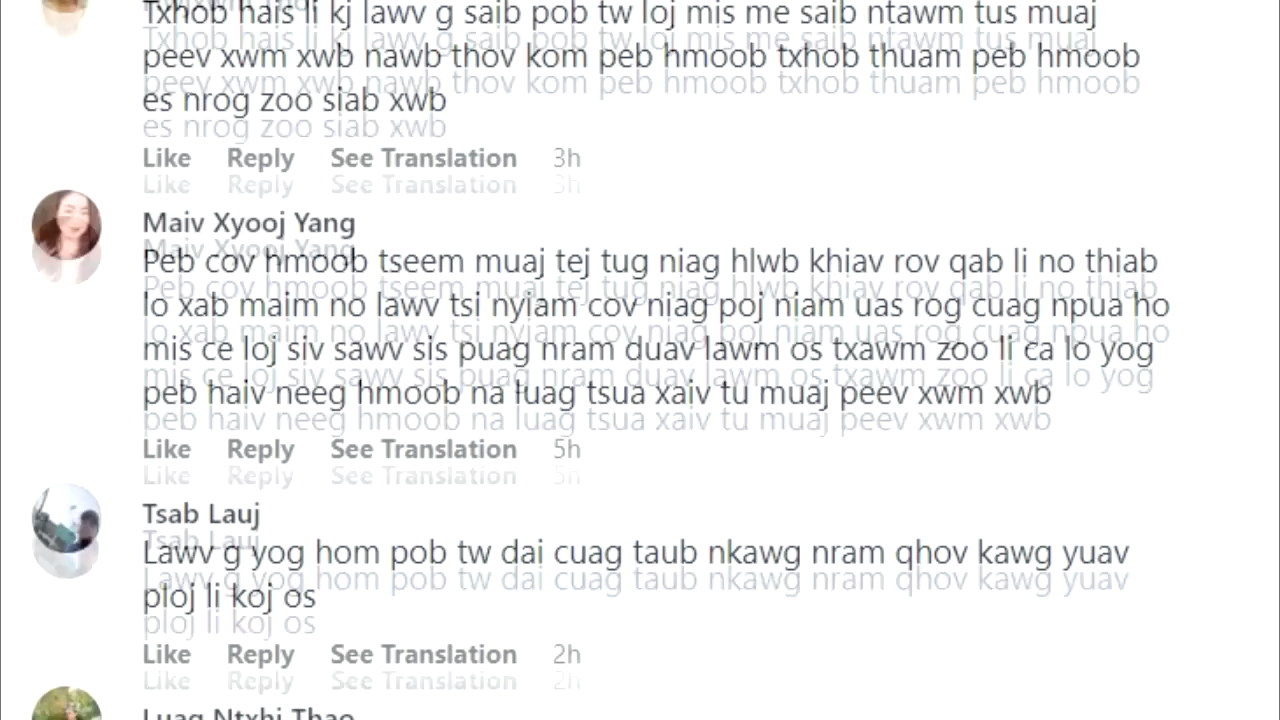 Txhob hais li kj lawv g saib pob tw loj mis me saib ntawm tus muaj
peev xwm xwb nawb thov kom peb hmoob txhob thuam peb hmoob
es nrog zoo siab xwb
Like Reply See Translation 3h
Maiv Xyooj Yang
Peb cov hmoob tseem muaj tej tug niag hlwb khiav rov qab li no thiab
lo xab maim no lawv tsi nyiam cov niag poj niam uas rog cuag npua ho
mis ce loj siv sawv sis puag nram duav lawm os txawm zoo li ca lo yog
peb haiv neeg hmoob na luag tsua xaiv tu muaj peev xwm xwb
Like Reply See Translation 5h
Tsab Lauj
Lawv g yog hom pob tw dai cuag taub nkawg nram qhov kawg yuav
ploj li koj os
Like Reply See Translation 2h
Luag Ntxhi Thao